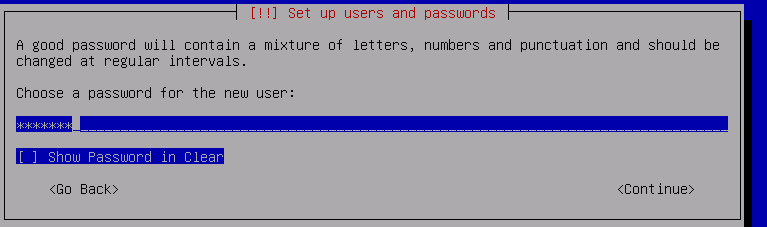 [!!] Set up users and passwords
A good password will contain a mixture of letters, numbers and punctuation and should be
changed at regular intervals.
Choose a password for the new user:
*******
[ ] Show Password in Clear
<Go Back> <Continue>